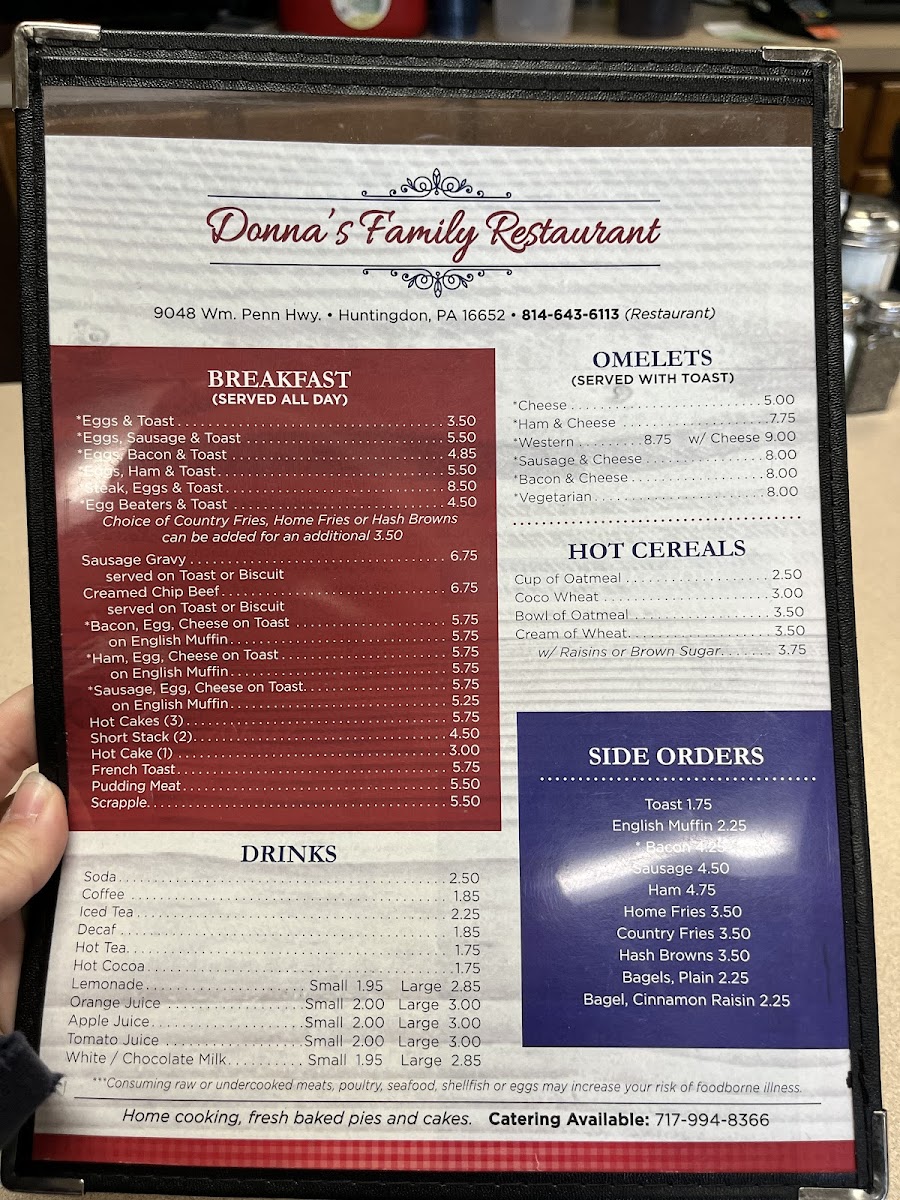 Donna's Family Restaurant
9048 Wm. Penn Hwy. • Huntingdon, PA 16652 • 814-643-6113 (Restaurant)
BREAKFAST
(SERVED ALL DAY)
*Eggs & Toast 3.50
*Eggs, Sausage & Toast 5.50
*Eggs, Bacon & Toast 4.85
*Eggs, Ham & Toast 5.50
*Steak, Eggs & Toast 8.50
*Egg Beaters & Toast 4.50
Choice of Country Fries, Home Fries or Hash Browns
can be added for an additional 3.50
Sausage Gravy 6.75
served on Toast or Biscuit
Creamed Chip Beef 6.75
served on Toast or Biscuit
*Bacon, Egg, Cheese on Toast 5.75
on English Muffin 5.75
*Ham, Egg, Cheese on Toast 5.75
on English Muffin 5.75
*Sausage, Egg, Cheese on Toast 5.75
on English Muffin 5.25
Hot Cakes (3) 5.75
Short Stack (2) 4.50
Hot Cake (1) 3.00
French Toast 5.75
Pudding Meat 5.50
Scrapple 5.50
DRINKS
Soda 2.50
Coffee 1.85
Iced Tea 2.25
Decaf 1.85
Hot Tea 1.75
Hot Cocoa 1.75
Lemonade Small 1.95 Large 2.85
Orange Juice Small 2.00 Large 3.00
Apple Juice Small 2.00 Large 3.00
Tomato Juice Small 2.00 Large 3.00
White / Chocolate Milk Small 1.95 Large 2.85
OMELETS
(SERVED WITH TOAST)
*Cheese 5.00
*Ham & Cheese 7.75
*Western 8.75 w/ Cheese 9.00
*Sausage & Cheese 8.00
*Bacon & Cheese 8.00
*Vegetarian 8.00
HOT CEREALS
Cup of Oatmeal 2.50
Coco Wheat 3.00
Bowl of Oatmeal 3.50
Cream of Wheat 3.50
w/ Raisins or Brown Sugar 3.75
SIDE ORDERS
Toast 1.75
English Muffin 2.25
* Bacon 4.25
Sausage 4.50
Ham 4.75
Home Fries 3.50
Country Fries 3.50
Hash Browns 3.50
Bagels, Plain 2.25
Bagel, Cinnamon Raisin 2.25
***Consuming raw or undercooked meats, poultry, seafood, shellfish or eggs may increase your risk of foodborne illness.
Home cooking, fresh baked pies and cakes. Catering Available: 717-994-8366